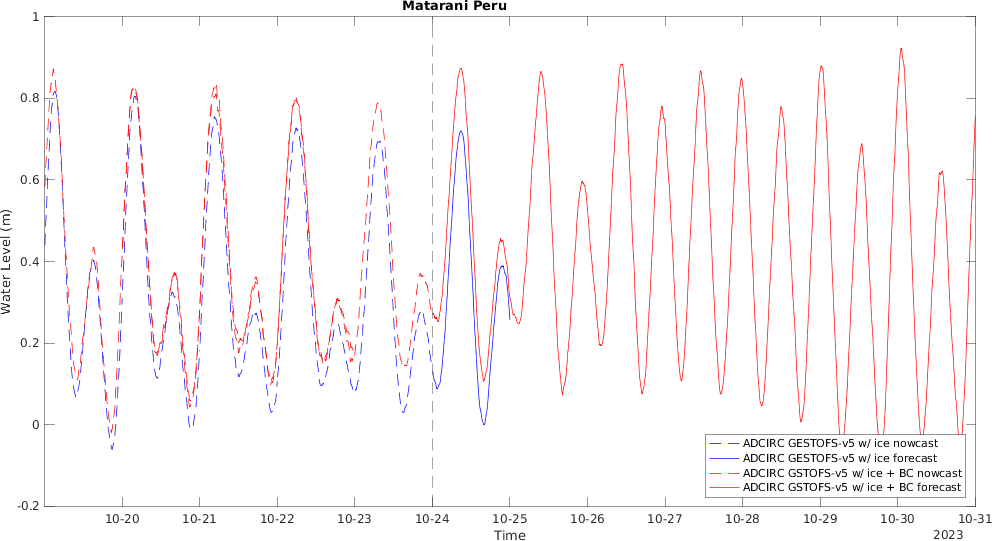 Matarani Peru
1
0.8
0.6
0.4
0.2
0
-0.2
Water Level (m)
10-20 10-21 10-22 10-23 10-24 10-25 10-26 10-27 10-28 10-29 10-30 10-31
Time
2023
ADCIRC GESTOFS-v5 w/ ice nowcast
ADCIRC GESTOFS-v5 w/ ice forecast
ADCIRC GSTOFS-v5 w/ ice + BC nowcast
ADCIRC GSTOFS-v5 w/ ice + BC forecast